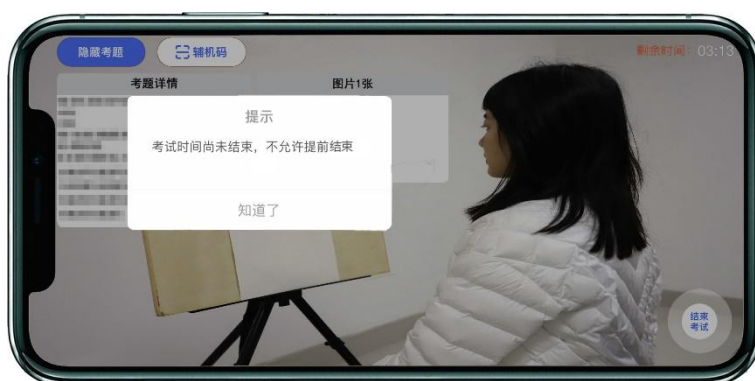 隐藏考题
辅机码
剩余时间：03:13
考题详情
图片1张
提示
考试时间尚未结束，不允许提前结束
知道了
结束
考试